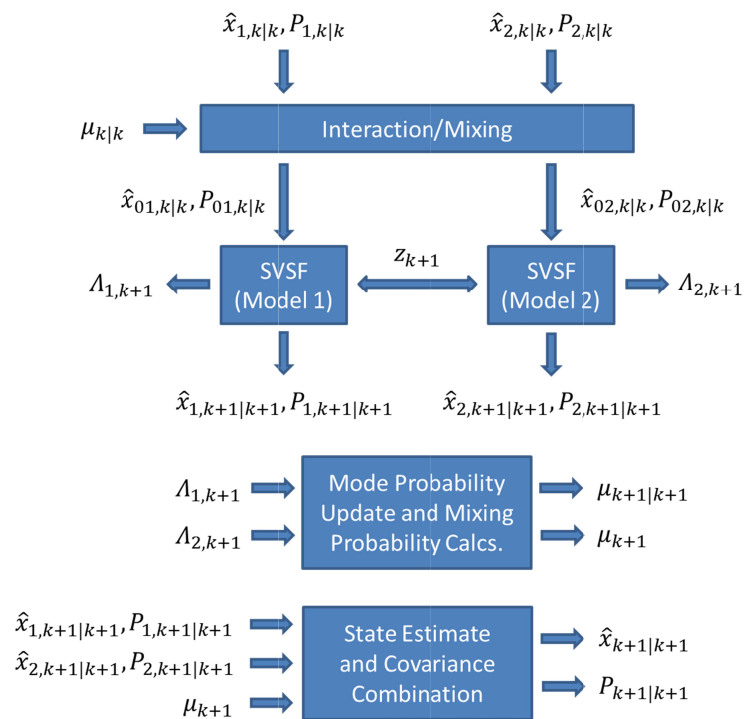 x̂₁,ₖ|ₖ, P₁,ₖ|ₖ x̂₂,ₖ|ₖ, P₂,ₖ|ₖ
μₖ|ₖ Interaction/Mixing
x̂₀₁,ₖ|ₖ, P₀₁,ₖ|ₖ x̂₀₂,ₖ|ₖ, P₀₂,ₖ|ₖ
Λ₁,ₖ₊₁
SVSF
(Model 1)
zₖ₊₁
SVSF
(Model 2)
Λ₂,ₖ₊₁
x̂₁,ₖ₊₁|ₖ₊₁, P₁,ₖ₊₁|ₖ₊₁ x̂₂,ₖ₊₁|ₖ₊₁, P₂,ₖ₊₁|ₖ₊₁
Λ₁,ₖ₊₁
Λ₂,ₖ₊₁
Mode Probability
Update and Mixing
Probability Calcs.
μₖ₊₁|ₖ₊₁
μₖ₊₁
x̂₁,ₖ₊₁|ₖ₊₁, P₁,ₖ₊₁|ₖ₊₁
x̂₂,ₖ₊₁|ₖ₊₁, P₂,ₖ₊₁|ₖ₊₁
μₖ₊₁
State Estimate
and Covariance
Combination
x̂ₖ₊₁|ₖ₊₁
Pₖ₊₁|ₖ₊₁